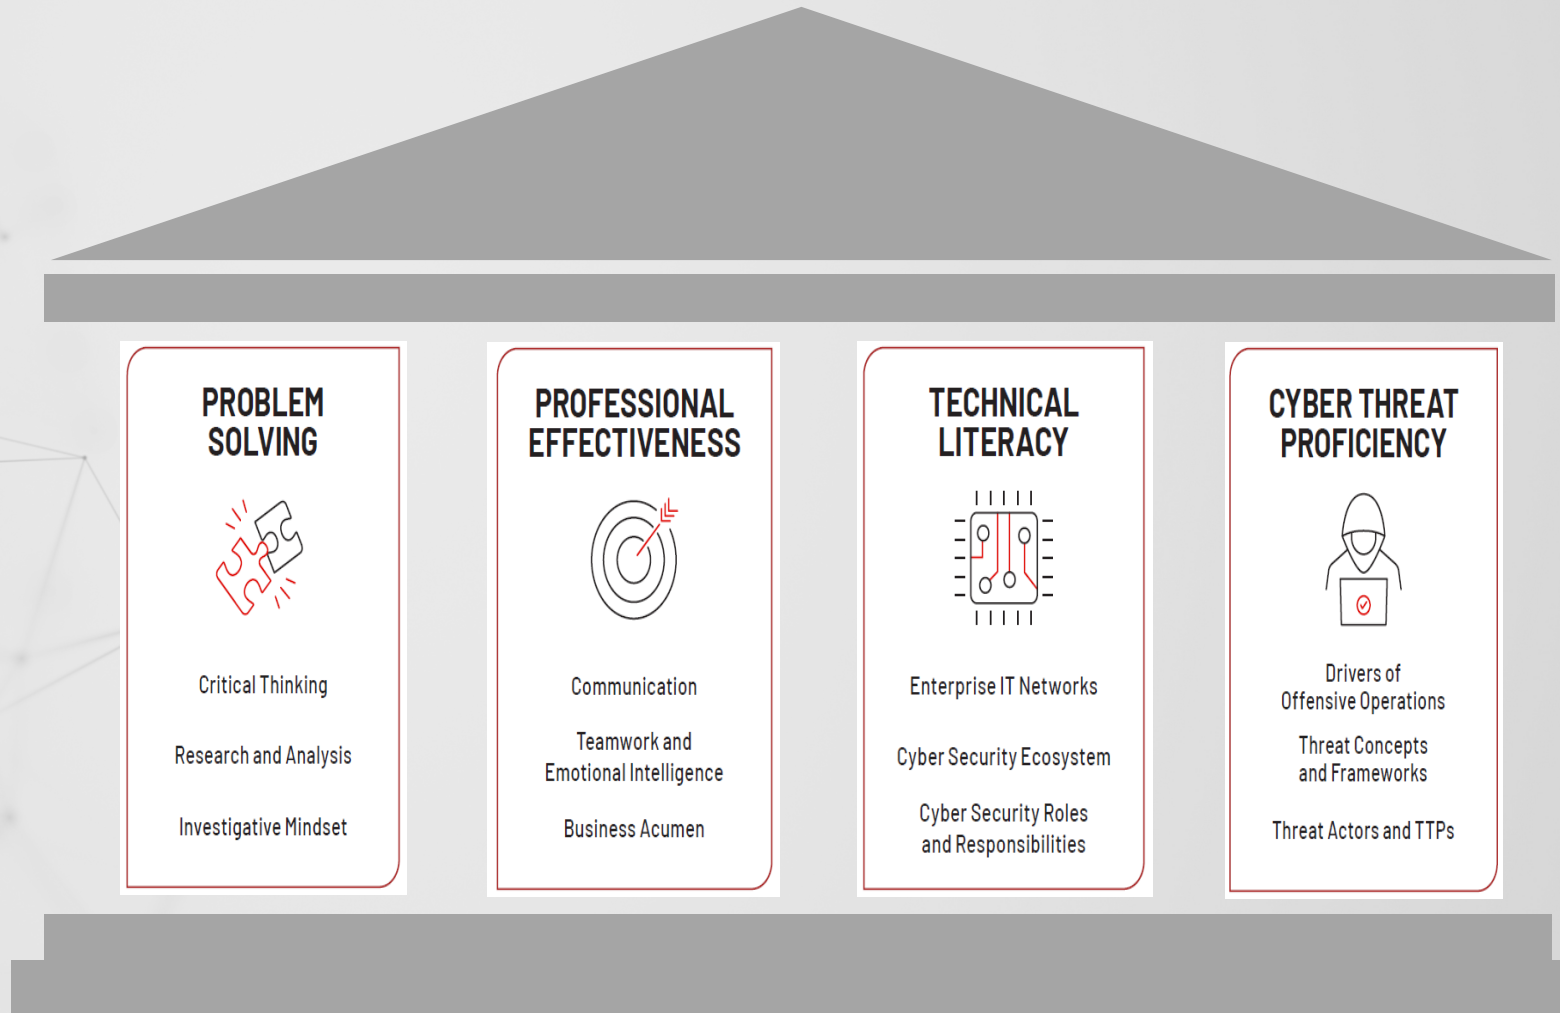 PROBLEM
SOLVING
Critical Thinking
Research and Analysis
Investigative Mindset
PROFESSIONAL
EFFECTIVENESS
Communication
Teamwork and
Emotional Intelligence
Business Acumen
TECHNICAL
LITERACY
Enterprise IT Networks
Cyber Security Ecosystem
Cyber Security Roles
and Responsibilities
CYBER THREAT
PROFICIENCY
Drivers of
Offensive Operations
Threat Concepts
and Frameworks
Threat Actors and TTPs